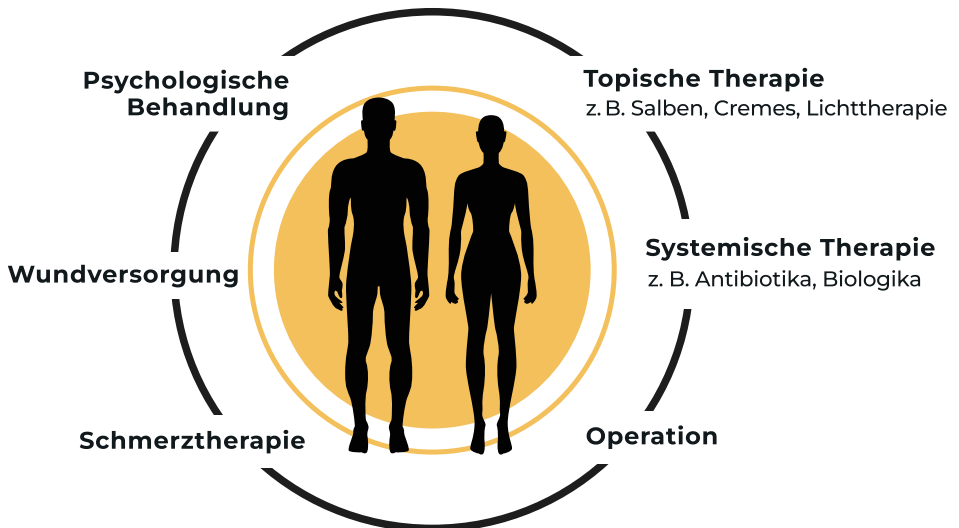 Psychologische
Behandlung
Topische Therapie
z. B. Salben, Cremes, Lichttherapie
Wundversorgung
Systemische Therapie
z. B. Antibiotika, Biologika
Schmerztherapie
Operation